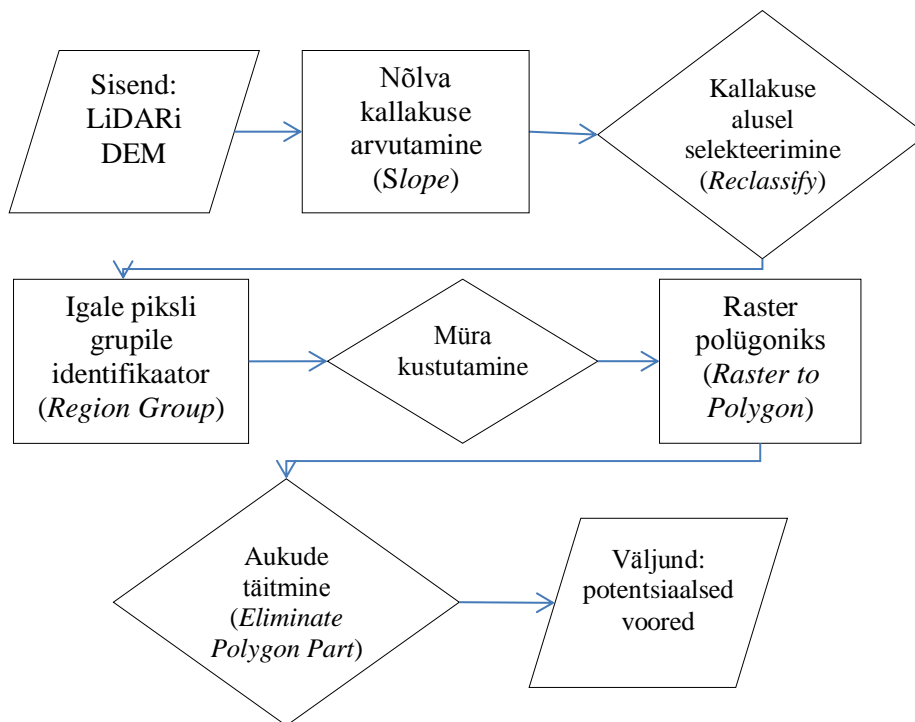 Sisend:
LiDARi
DEM
Nõlva
kallakuse
arvutamine
(Slope)
Kallakuse
alusel
selekteerimine
(Reclassify)
Igale piksli
grupile
identifikaator
(Region Group)
Müra
kustutamine
Raster
polügoniks
(Raster to
Polygon)
Aukude
täitmine
(Eliminate
Polygon Part)
Väljund:
potentsiaalsed
voored